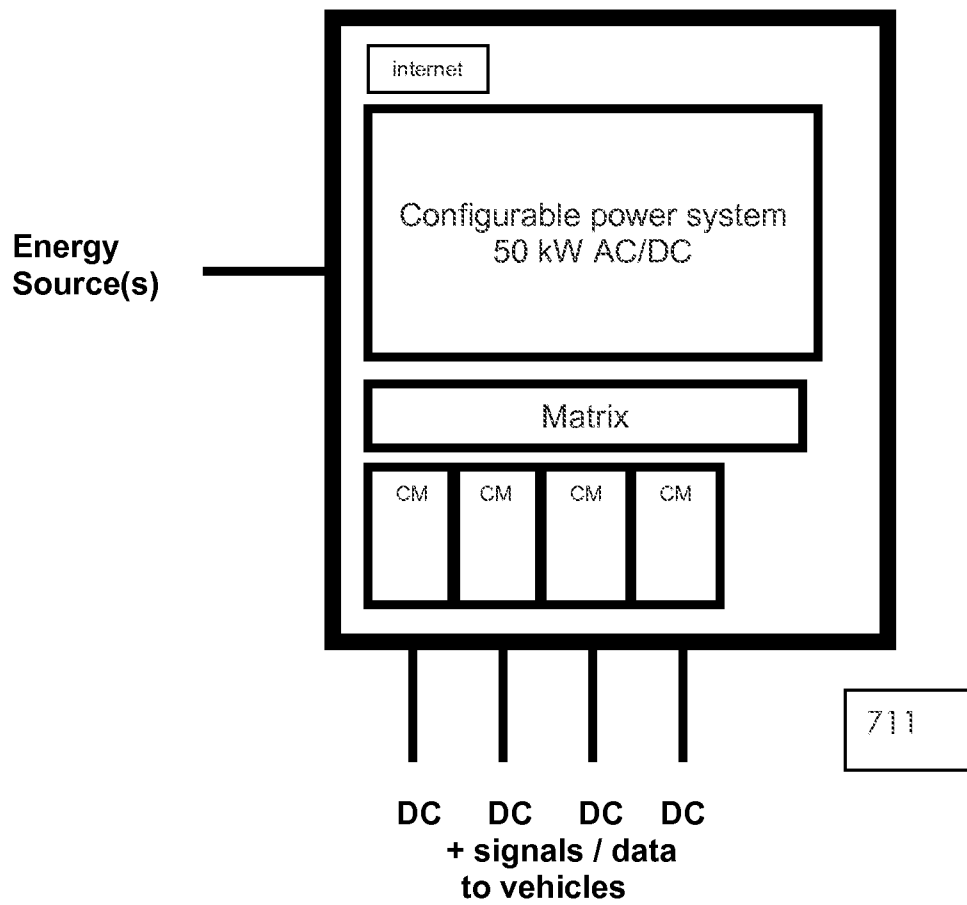 internet
Configurable power system
50 kW AC/DC
Energy
Source(s)
Matrix
CM CM CM CM
711
DC DC DC DC
+ signals / data
to vehicles